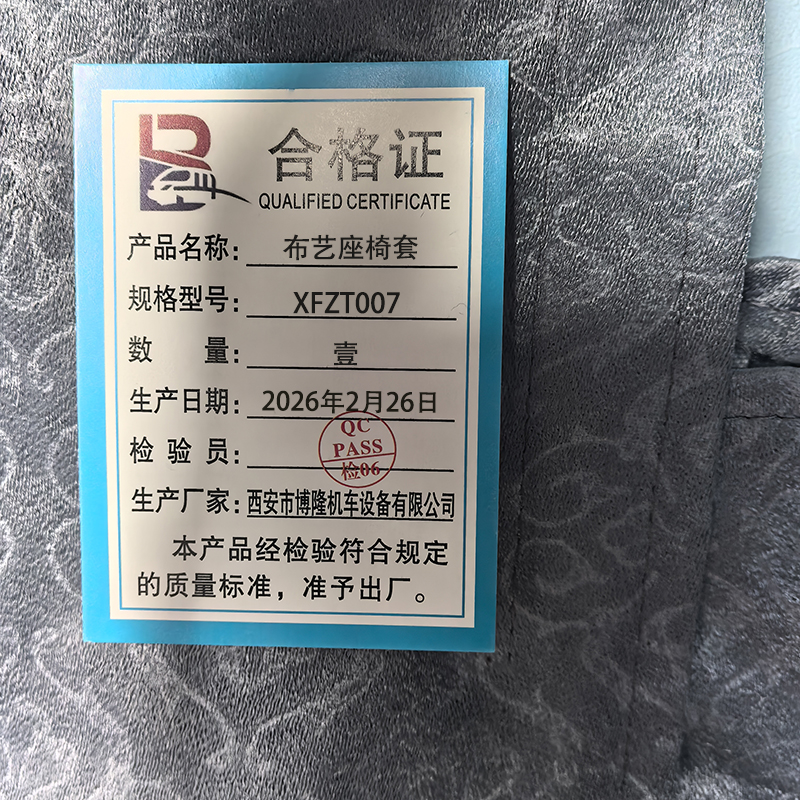 合格证
QUALIFIED CERTIFICATE
产品名称：布艺座椅套
规格型号：XFZT007
数 量：壹
生产日期：2026年2月26日
检 验 员：
QC
PASS
检06
生产厂家：西安市博隆机车设备有限公司
本产品经检验符合规定
的质量标准，准予出厂。